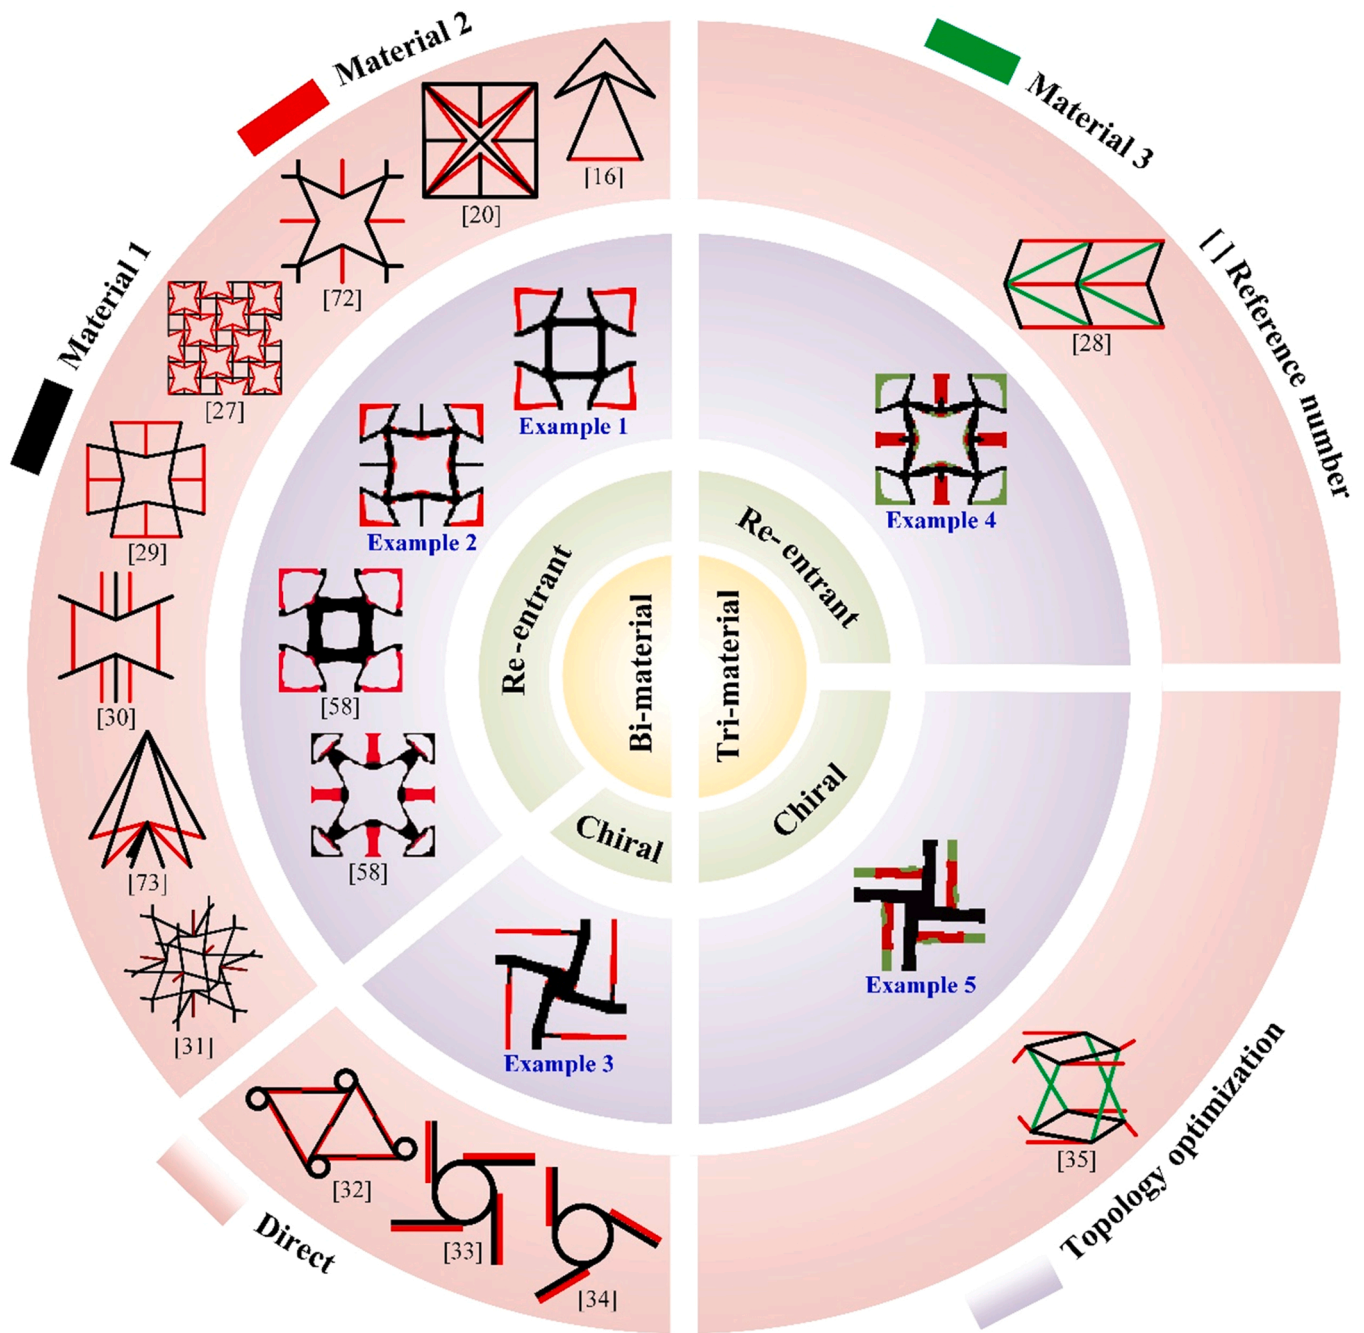 Material 2
Material 3
Material 1
[ ] Reference number
[16]
[20]
[72]
[27]
[29]
[30]
[73]
[31]
[28]
Example 1
Example 2
[58]
[58]
Example 4
Re-entrant
Re-entrant
Bi-material
Tri-material
Chiral
Chiral
Example 3
Example 5
[32]
[33]
[34]
[35]
Direct
Topology optimization